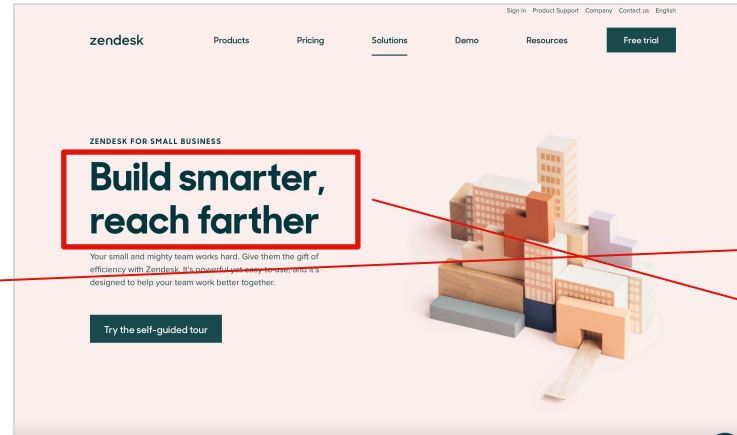 Sign in Product Support Company Contact us English
zendesk Products Pricing Solutions Demo Resources Free trial
ZENDESK FOR SMALL BUSINESS
Build smarter,
reach farther
Your small and mighty team works hard. Give them the gift of
efficiency with Zendesk. It's powerful yet easy to use, and it's
designed to help your team work better together.
Try the self-guided tour